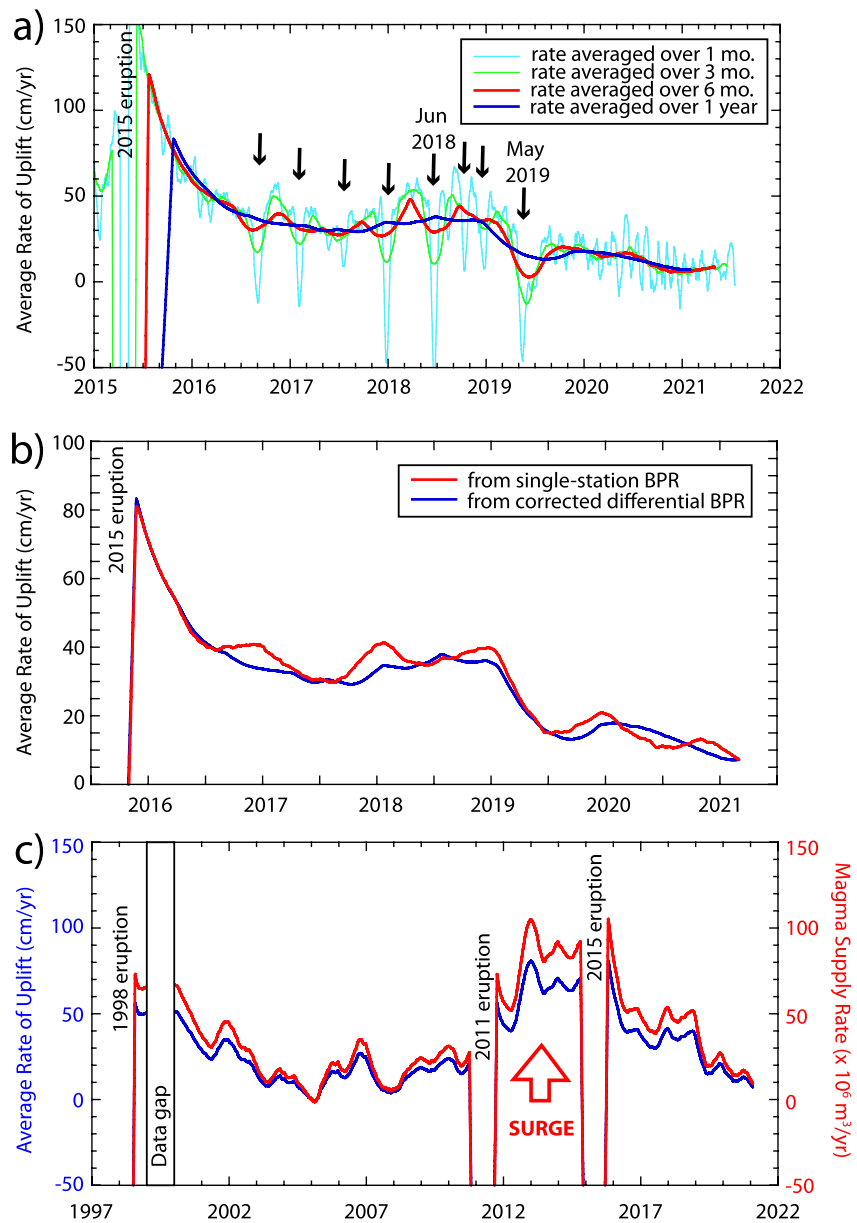 a)
150
100
50
0
-50
Average Rate of Uplift (cm/yr)
2015 eruption
rate averaged over 1 mo.
rate averaged over 3 mo.
rate averaged over 6 mo.
rate averaged over 1 year
Jun
2018
May
2019
2015 2016 2017 2018 2019 2020 2021 2022
b)
100
80
60
40
20
0
Average Rate of Uplift (cm/yr)
2015 eruption
from single-station BPR
from corrected differential BPR
2016 2017 2018 2019 2020 2021
c)
150
100
50
0
-50
Average Rate of Uplift (cm/yr)
1998 eruption
Data gap
2011 eruption
SURGE
2015 eruption
150
100
50
0
-50
Magma Supply Rate (x 10⁶ m³/yr)
1997 2002 2007 2012 2017 2022